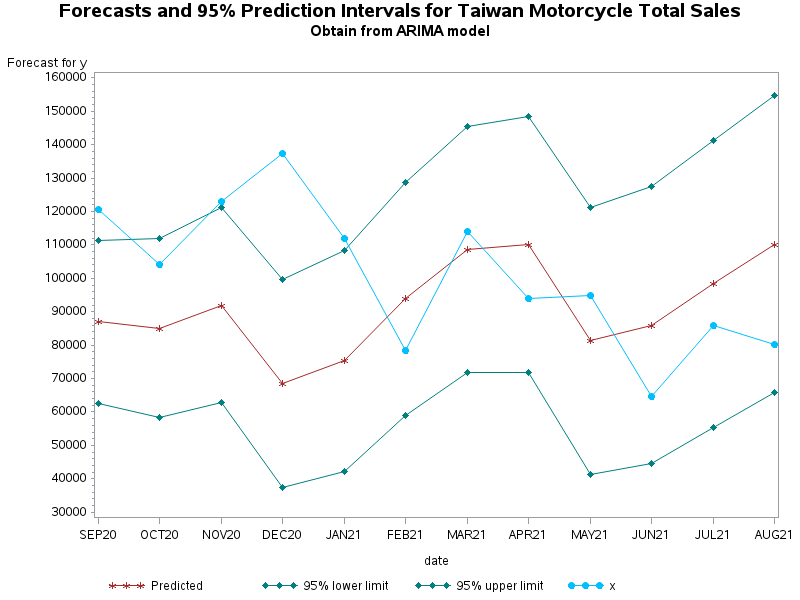 Forecasts and 95% Prediction Intervals for Taiwan Motorcycle Total Sales
Obtain from ARIMA model
Forecast for y
160000
150000
140000
130000
120000
110000
100000
90000
80000
70000
60000
50000
40000
30000
SEP20 OCT20 NOV20 DEC20 JAN21 FEB21 MAR21 APR21 MAY21 JUN21 JUL21 AUG21
date
Predicted 95% lower limit 95% upper limit x